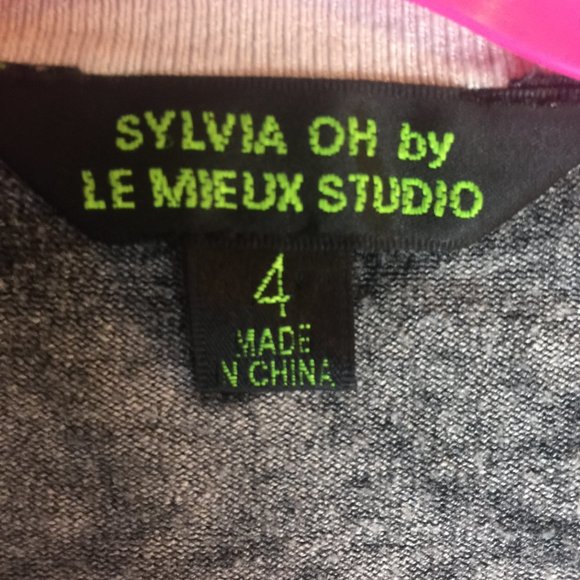 SYLVIA OH by
LE MIEUX STUDIO
4
MADE
N CHINA